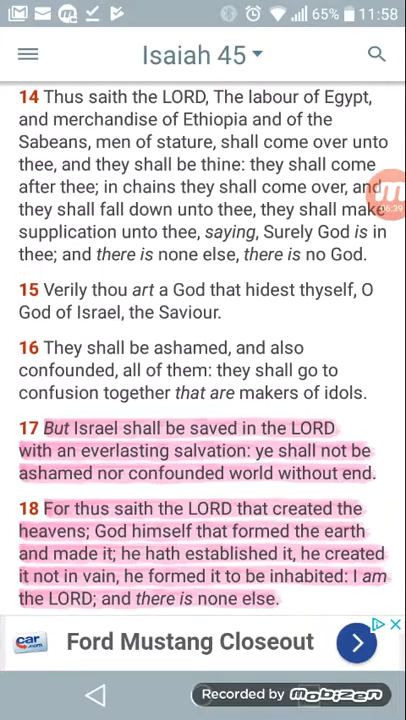 65% 11:58
Isaiah 45
14 Thus saith the LORD, The labour of Egypt,
and merchandise of Ethiopia and of the
Sabeans, men of stature, shall come over unto
thee, and they shall be thine: they shall come
after thee; in chains they shall come over, and
they shall fall down unto thee, they shall make
06:39
supplication unto thee, saying, Surely God is in
thee; and there is none else, there is no God.
15 Verily thou art a God that hidest thyself, O
God of Israel, the Saviour.
16 They shall be ashamed, and also
confounded, all of them: they shall go to
confusion together that are makers of idols.
17 But Israel shall be saved in the LORD
with an everlasting salvation: ye shall not be
ashamed nor confounded world without end.
18 For thus saith the LORD that created the
heavens; God himself that formed the earth
and made it; he hath established it, he created
it not in vain, he formed it to be inhabited: I am
the LORD; and there is none else.
car
.com
Ford Mustang Closeout
Recorded by mobizen